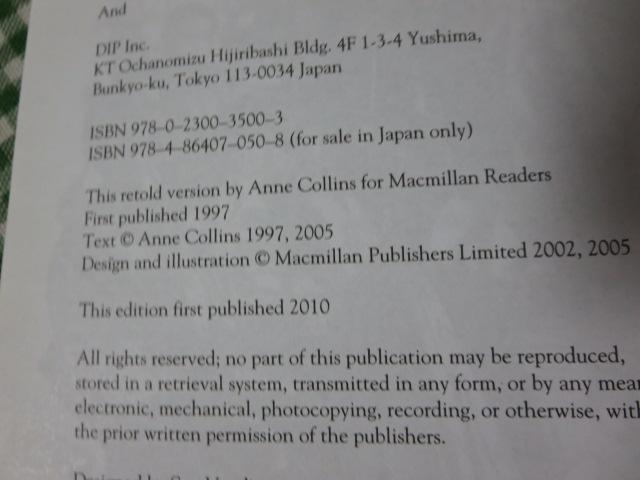 And
DIP Inc.
KT Ochanomizu Hijiribashi Bldg. 4F 1-3-4 Yushima,
Bunkyo-ku, Tokyo 113-0034 Japan
ISBN 978–0–2300–3500–3
ISBN 978–4–86407–050–8 (for sale in Japan only)
This retold version by Anne Collins for Macmillan Readers
First published 1997
Text © Anne Collins 1997, 2005
Design and illustration © Macmillan Publishers Limited 2002, 2005
This edition first published 2010
All rights reserved; no part of this publication may be reproduced,
stored in a retrieval system, transmitted in any form, or by any
electronic, mechanical, photocopying, recording, or otherwise,
the prior written permission of the publishers.